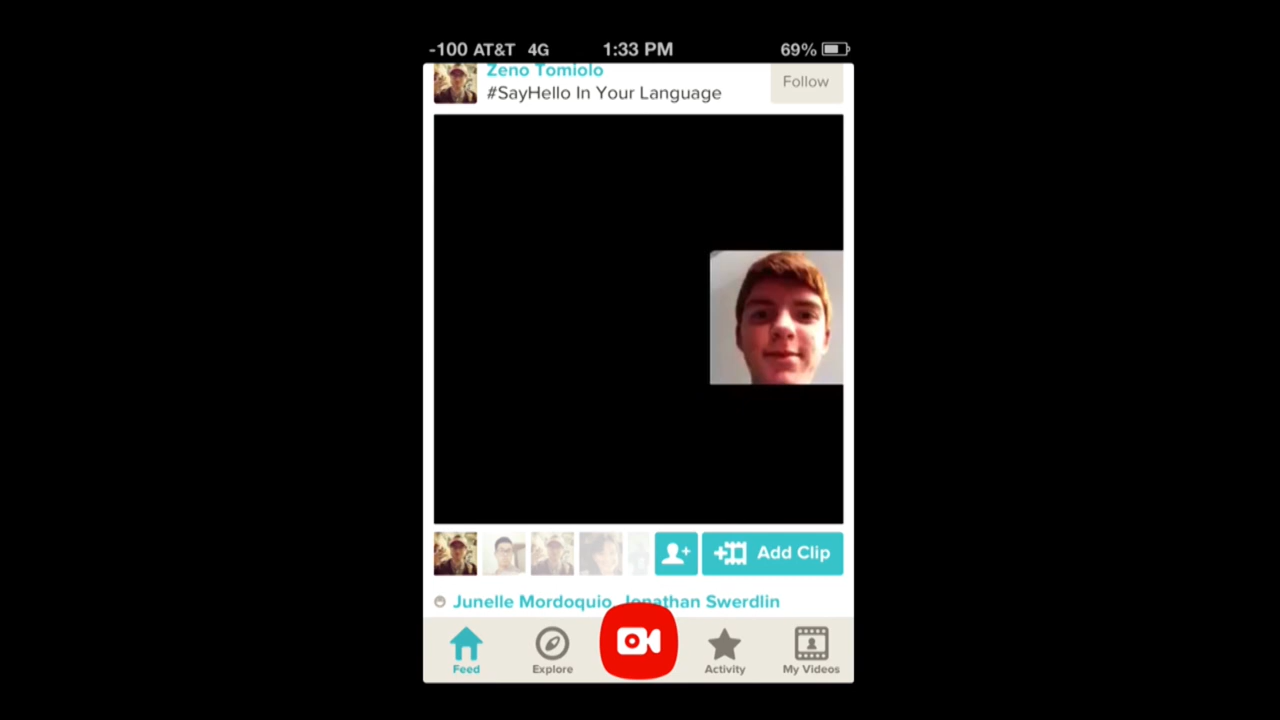 -100 AT&T 4G 1:33 PM 69%
Zeno Tomiolo
#SayHello In Your Language
Follow
Add Clip
Junelle Mordoquio, Jonathan Swerdlin
Feed Explore Activity My Videos